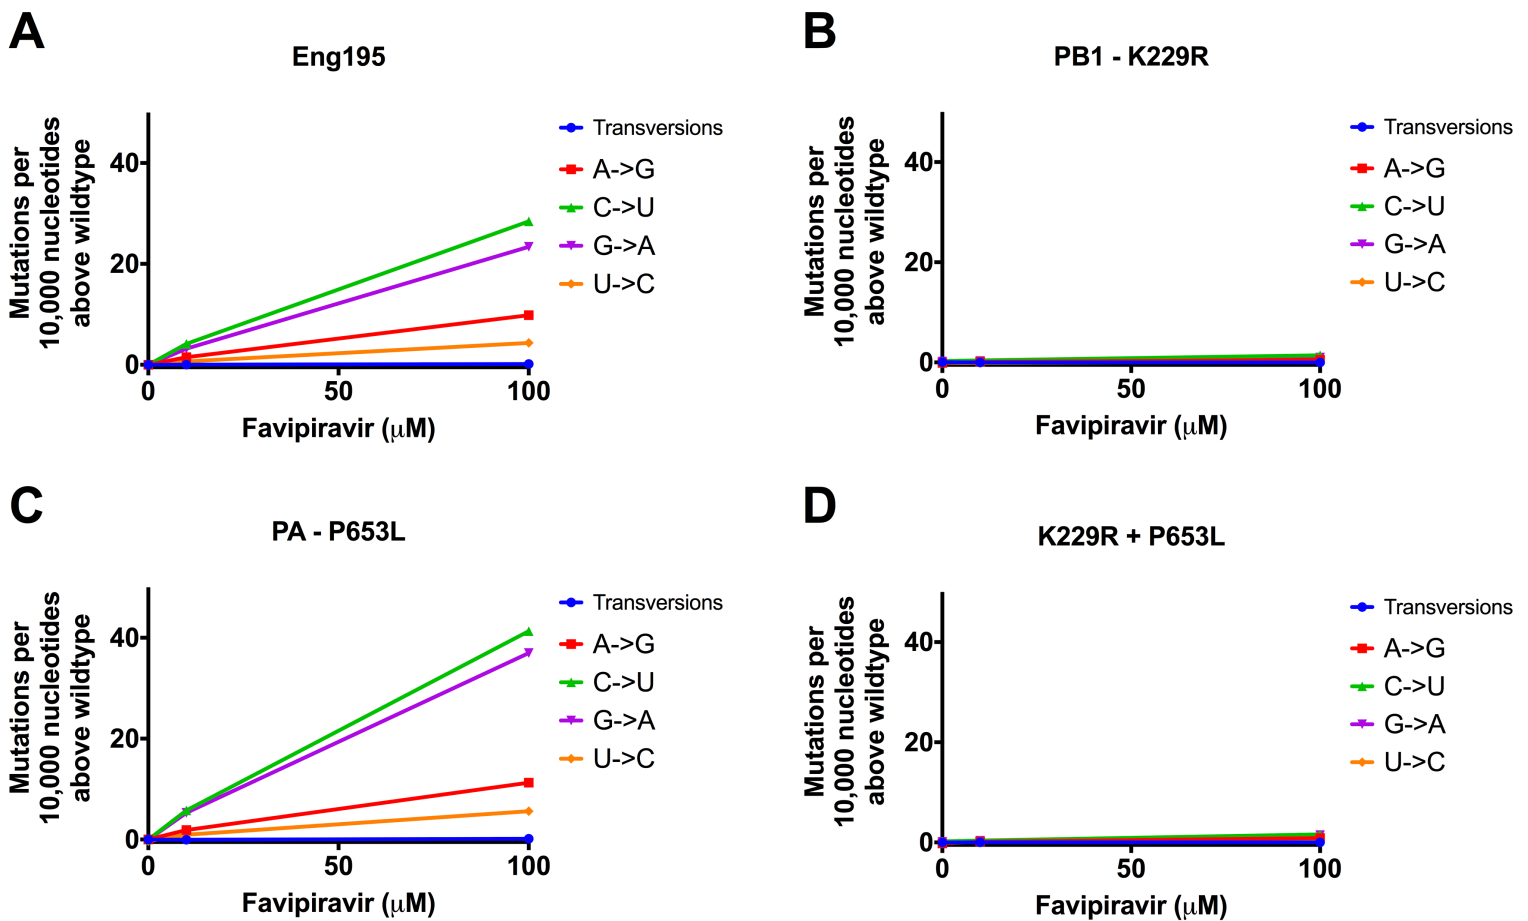 A
Eng195
Mutations per
10,000 nucleotides
above wildtype
40
20
0
0
50
100
Favipiravir (μM)
Transversions
A->G
C->U
G->A
U->C
B
PB1 - K229R
Mutations per
10,000 nucleotides
above wildtype
40
20
0
0
50
100
Favipiravir (μM)
Transversions
A->G
C->U
G->A
U->C
C
PA - P653L
Mutations per
10,000 nucleotides
above wildtype
40
20
0
0
50
100
Favipiravir (μM)
Transversions
A->G
C->U
G->A
U->C
D
K229R + P653L
Mutations per
10,000 nucleotides
above wildtype
40
20
0
0
50
100
Favipiravir (μM)
Transversions
A->G
C->U
G->A
U->C